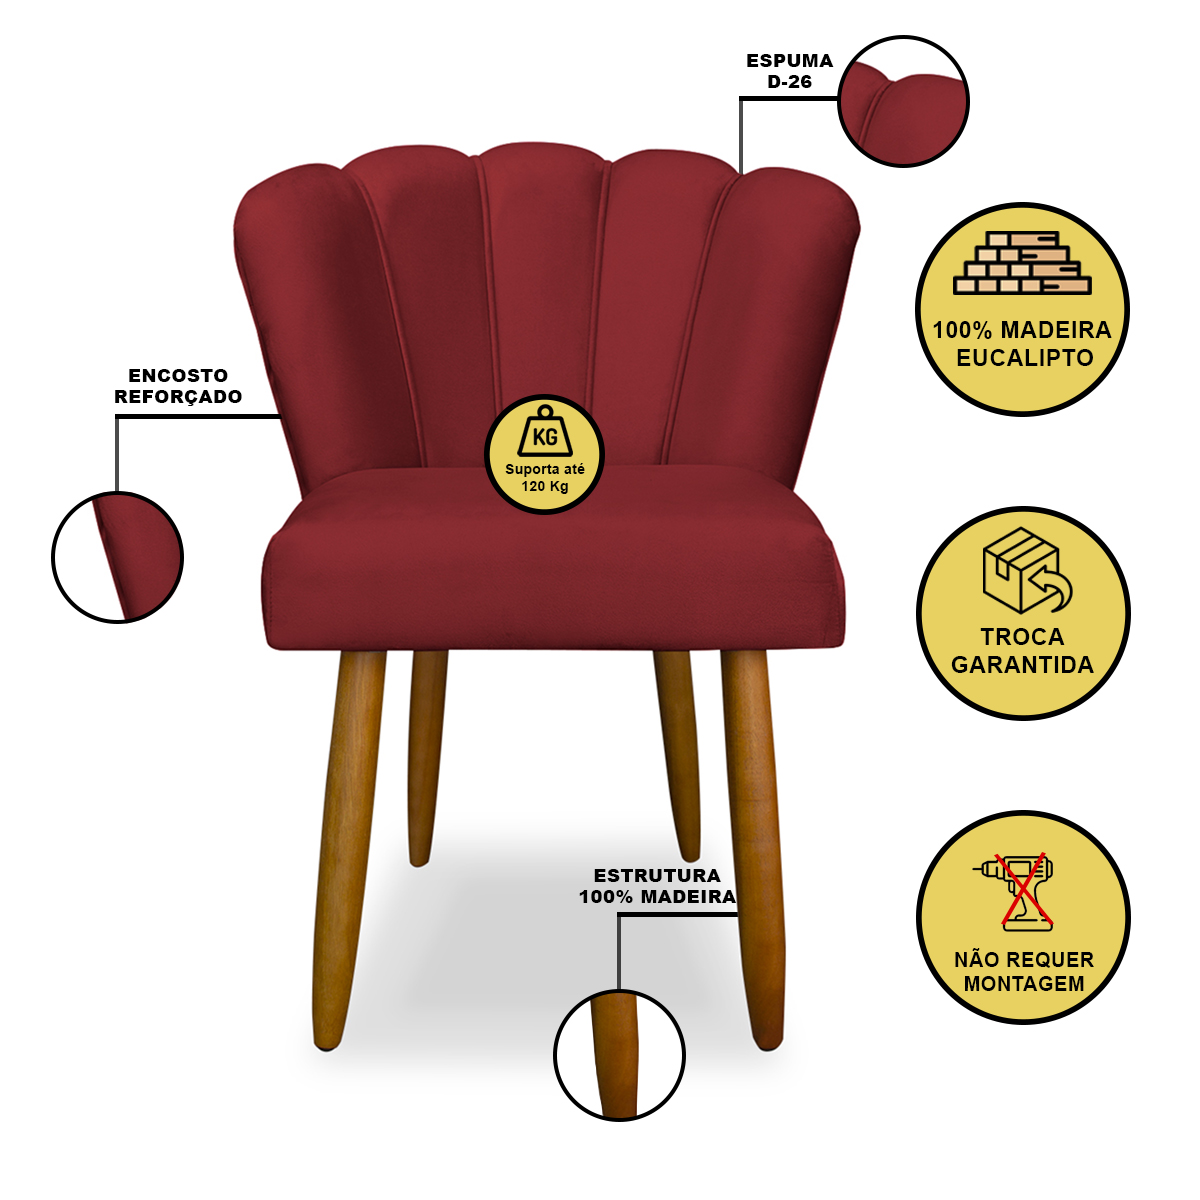 ESPUMA
D-26
100% MADEIRA
EUCALIPTO
ENCOSTO
REFORÇADO
KG
Suporta até
120 Kg
TROCA
GARANTIDA
ESTRUTURA
100% MADEIRA
NÃO REQUER
MONTAGEM